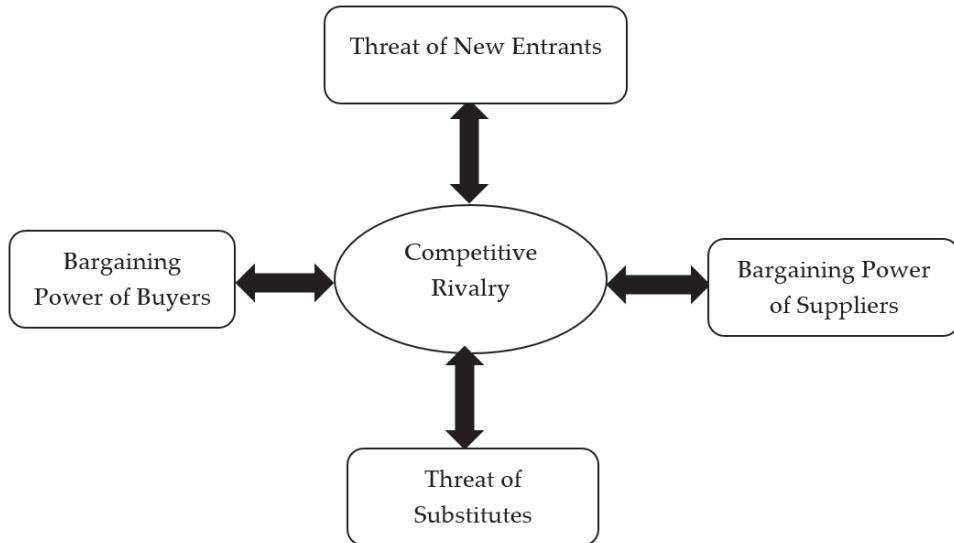 Threat of New Entrants
Bargaining
Power of Buyers
Competitive
Rivalry
Bargaining Power
of Suppliers
Threat of
Substitutes